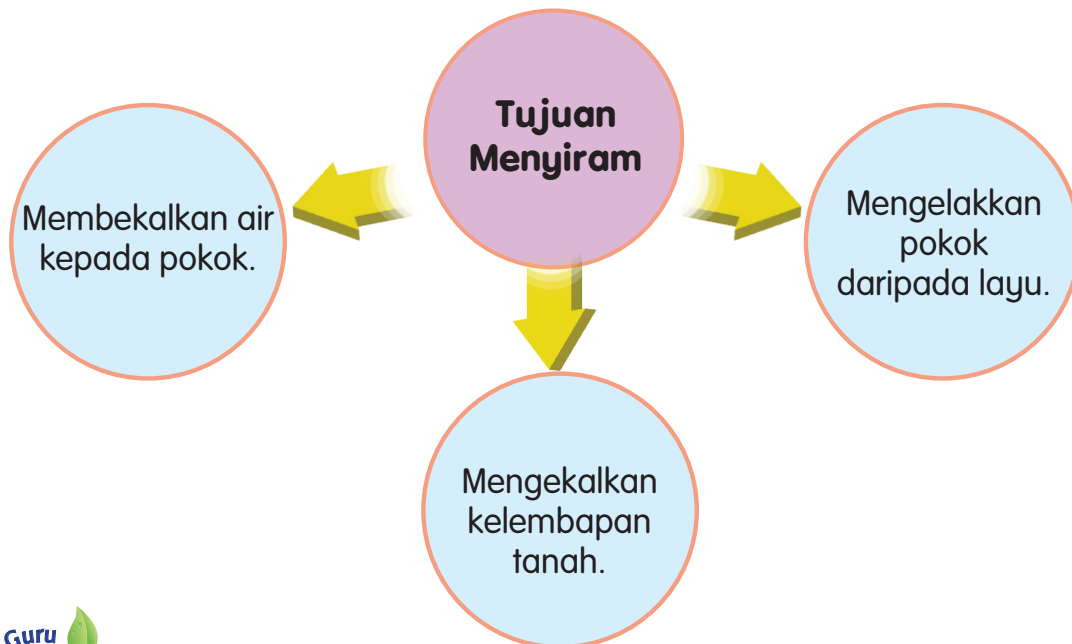 Tujuan
Menyiram
Membekalkan air
kepada pokok.
Mengelakkan
pokok
daripada layu.
Mengekalkan
kelembapan
tanah.
Guru